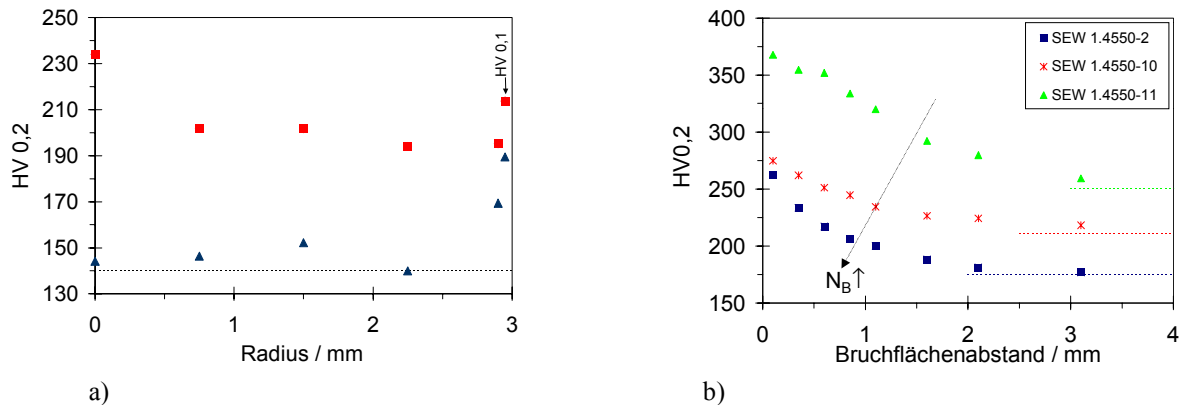 250
230
210
190
170
150
130
HV 0,2
0
1
2
3
Radius / mm
HV 0,1
a)
400
350
300
250
200
150
HV0,2
0
1
2
3
4
Bruchflächenabstand / mm
SEW 1.4550-2
SEW 1.4550-10
SEW 1.4550-11
N_B↑
b)